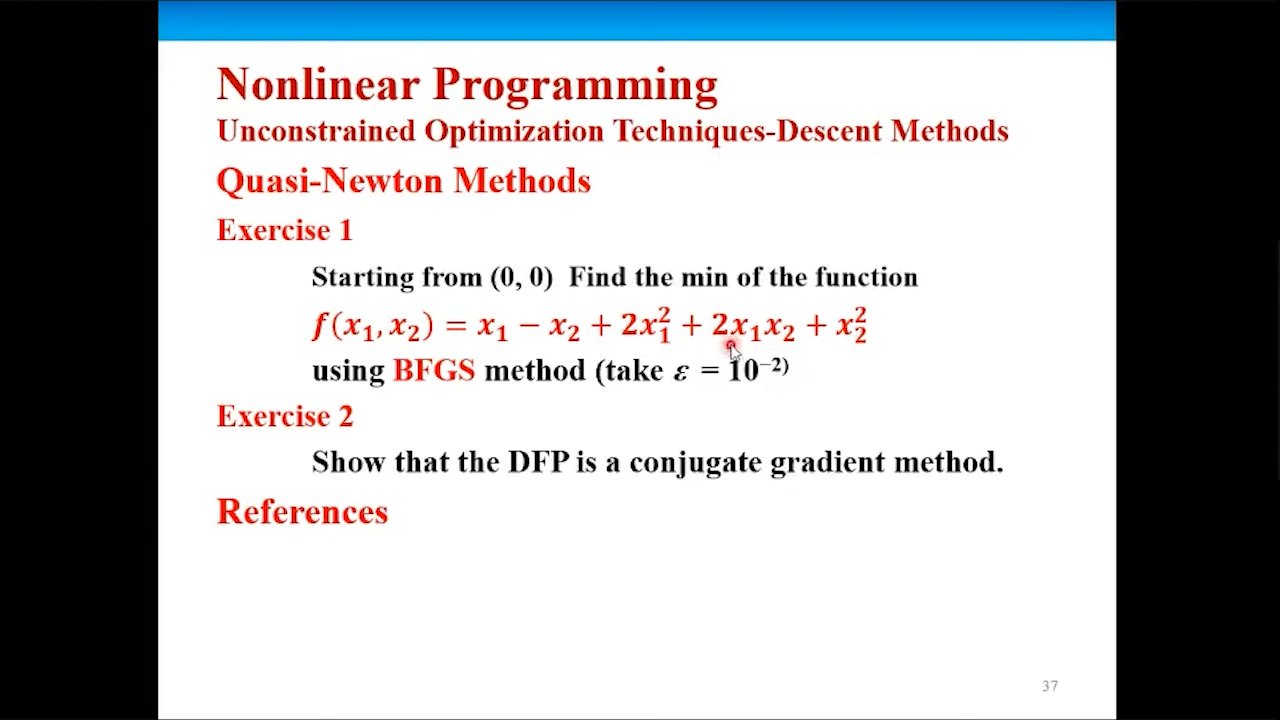 Nonlinear Programming
Unconstrained Optimization Techniques-Descent Methods
Quasi-Newton Methods
Exercise 1
Starting from (0, 0) Find the min of the function
f(x₁, x₂) = x₁ − x₂ + 2x₁² + 2x₁x₂ + x₂²
using BFGS method (take ε = 10⁻²⁾
Exercise 2
Show that the DFP is a conjugate gradient method.
References
37